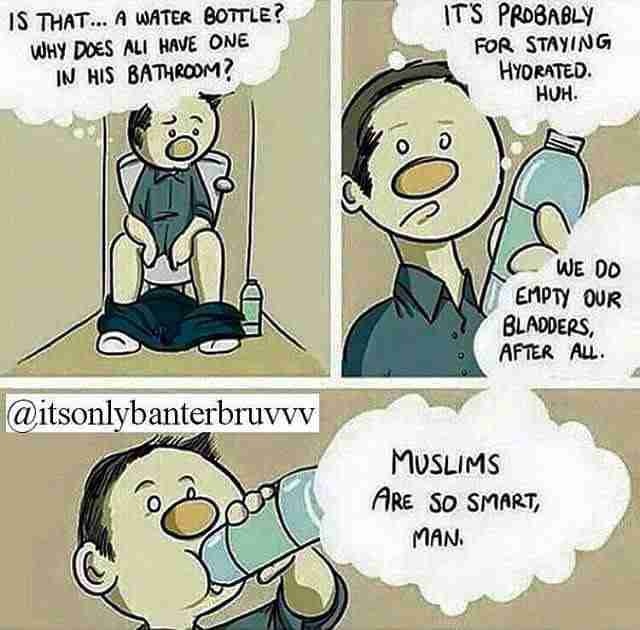 IS THAT... A WATER BOTTLE?
WHY DOES ALI HAVE ONE
IN HIS BATHROOM?
IT'S PROBABLY
FOR STAYING
HYDRATED.
HUH.
WE DO
EMPTY OUR
BLADDERS,
AFTER ALL.
@itsonlybanterbruvvv
MUSLIMS
ARE SO SMART,
MAN.